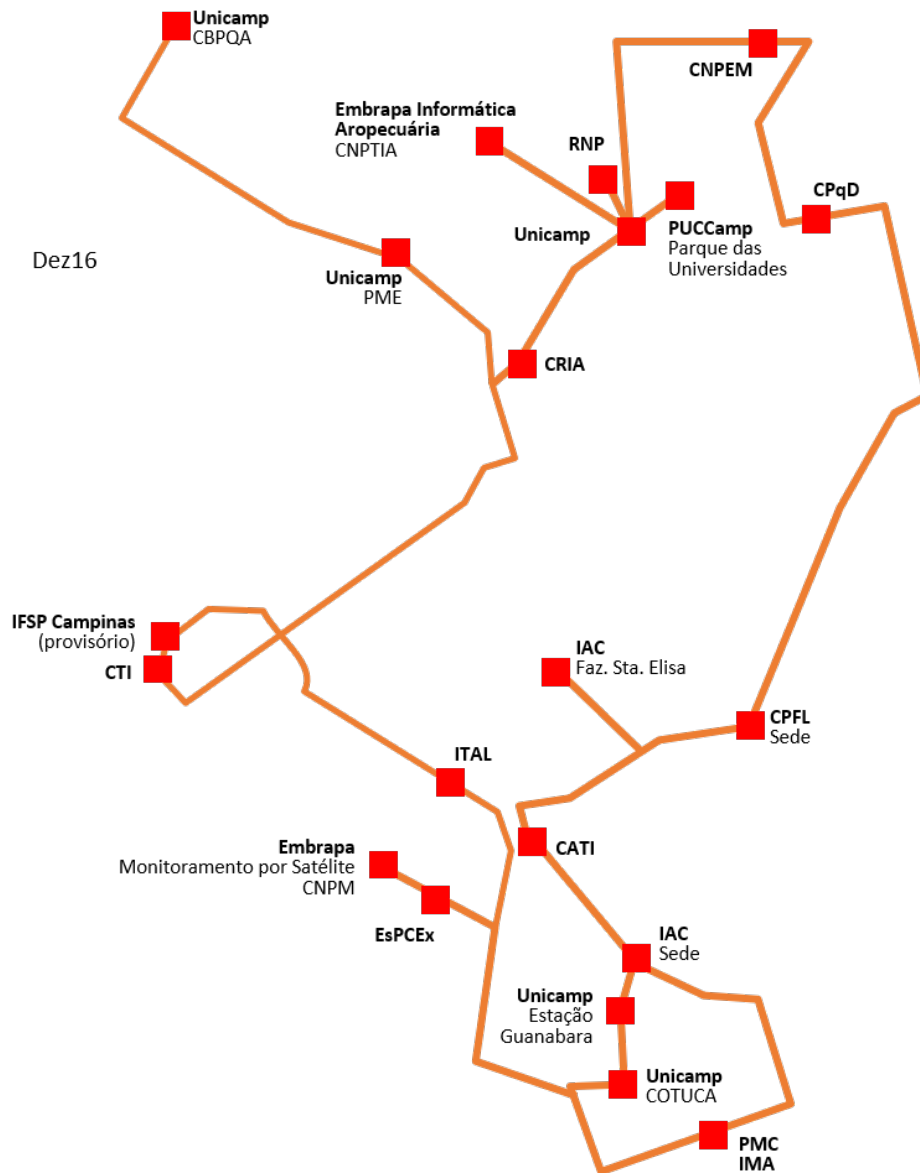 Unicamp
CBPQA
CNPEM
Embrapa Informática
Aropecuária
CNPTIA
RNP
CPqD
Unicamp
PUCCamp
Parque das
Universidades
Dez16
Unicamp
PME
CRIA
IFSP Campinas
(provisório)
CTI
IAC
Faz. Sta. Elisa
CPFL
Sede
ITAL
CATI
Embrapa
Monitoramento por Satélite
CNPM
EsPCEx
IAC
Sede
Unicamp
Estação
Guanabara
Unicamp
COTUCA
PMC
IMA